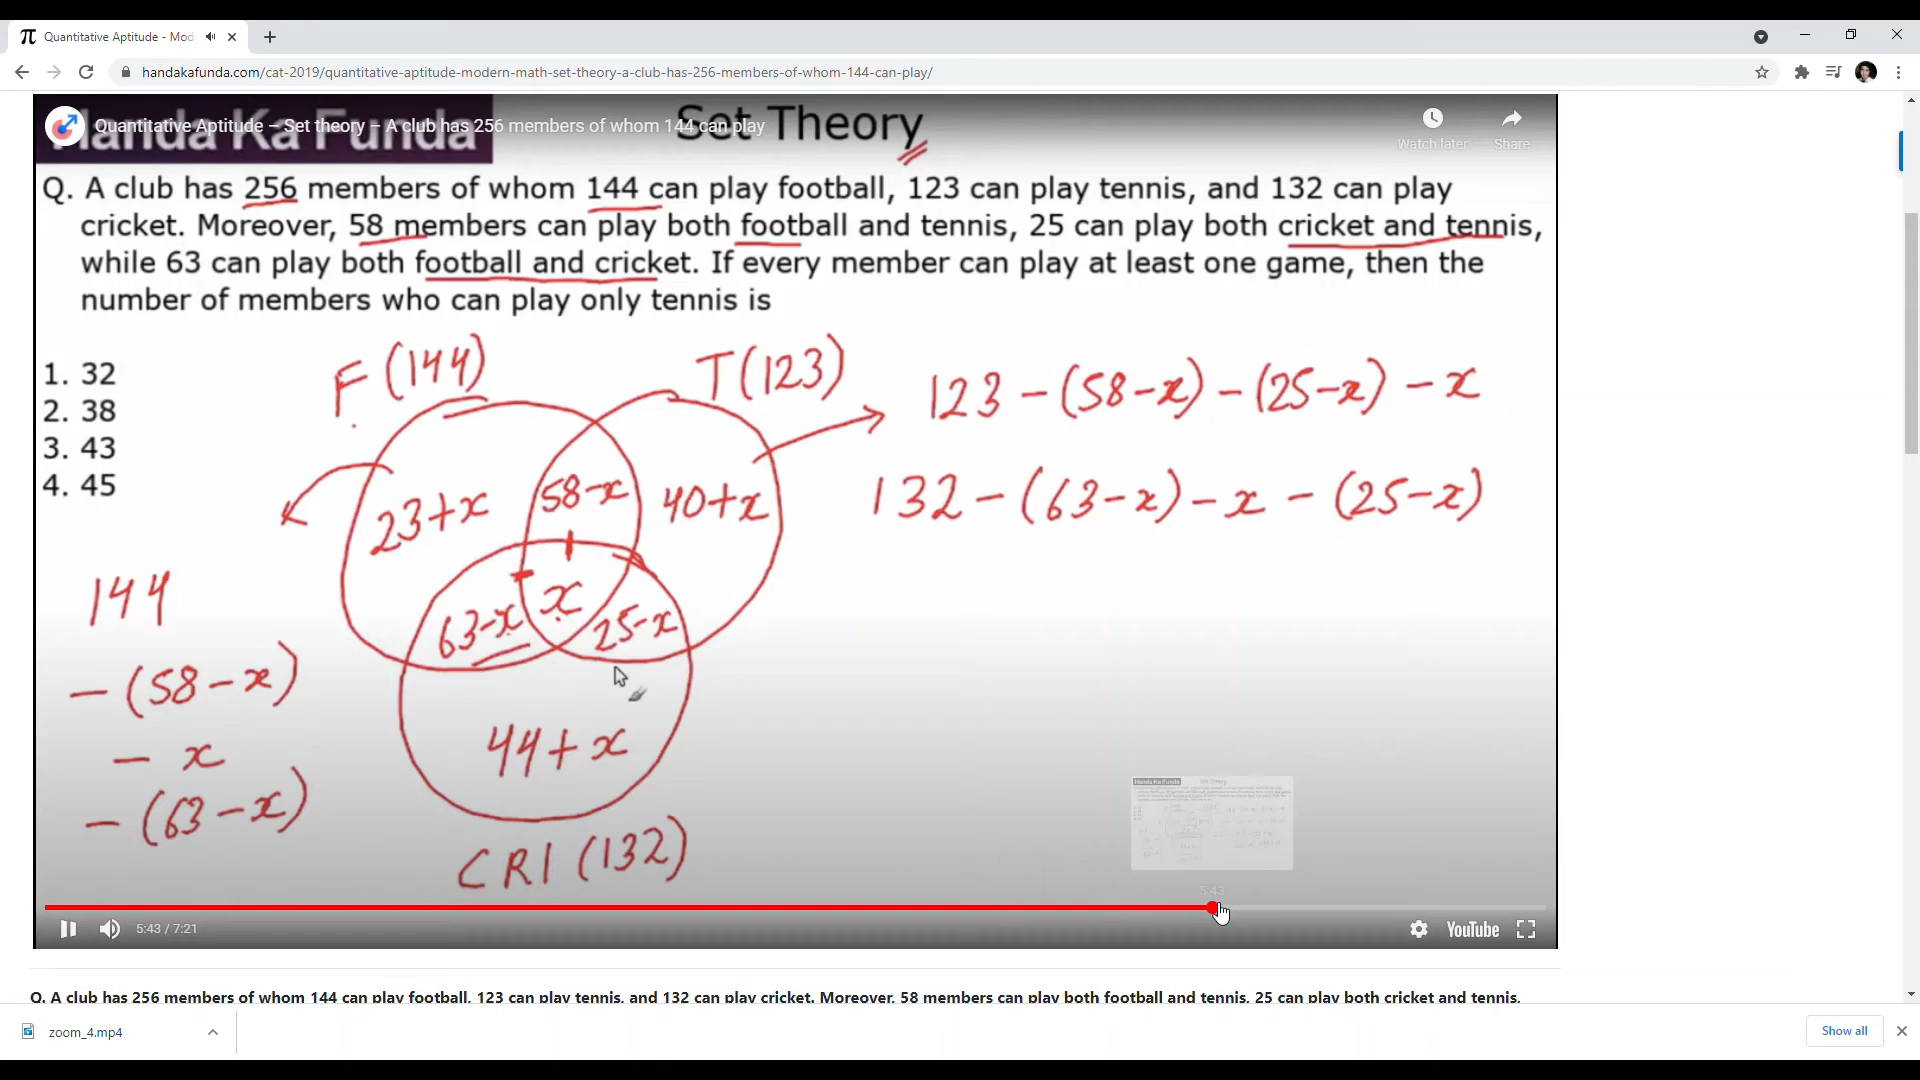 Quantitative Aptitude - Mod
handakafunda.com/cat-2019/quantitative-aptitude-modern-math-set-theory-a-club-has-256-members-of-whom-144-can-play/
Handa Ka Funda
Set Theory
Quantitative Aptitude – Set theory – A club has 256 members of whom 144 can play
Watch later
Share
Q. A club has 256 members of whom 144 can play football, 123 can play tennis, and 132 can play
cricket. Moreover, 58 members can play both football and tennis, 25 can play both cricket and tennis,
while 63 can play both football and cricket. If every member can play at least one game, then the
number of members who can play only tennis is
1. 32
2. 38
3. 43
4. 45
F (144)
T (123)
123 - (58-x) - (25-x) - x
132 - (63-x) - x - (25-x)
23+x
58-x
40+x
63-x
x
25-x
44+x
CRI (132)
144
- (58-x)
- x
- (63-x)
5:43
5:43 / 7:21
YouTube
Q. A club has 256 members of whom 144 can play football, 123 can play tennis, and 132 can play cricket. Moreover, 58 members can play both football and tennis, 25 can play both cricket and tennis,
zoom_4.mp4
Show all